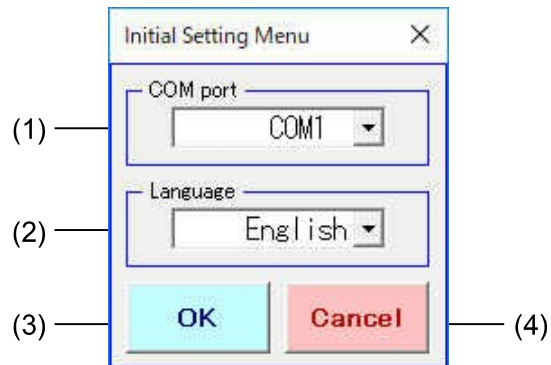 Initial Setting Menu
COM port
(1) COM1
Language
(2) English
(3) OK Cancel (4)